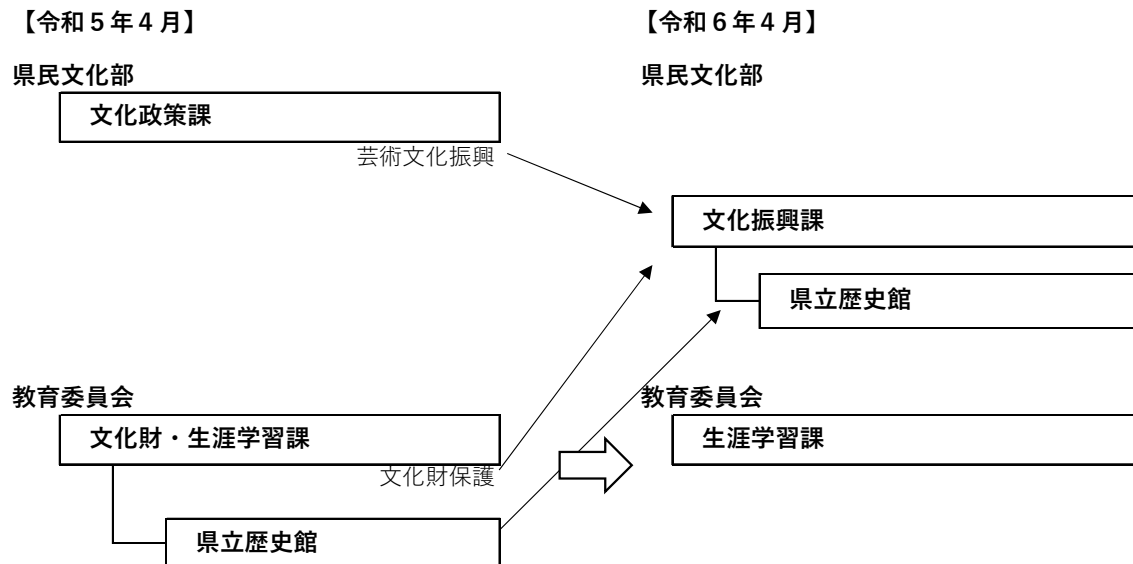 【令和5年4月】
県民文化部
文化政策課
芸術文化振興
教育委員会
文化財・生涯学習課
文化財保護
県立歴史館
【令和6年4月】
県民文化部
文化振興課
県立歴史館
教育委員会
生涯学習課